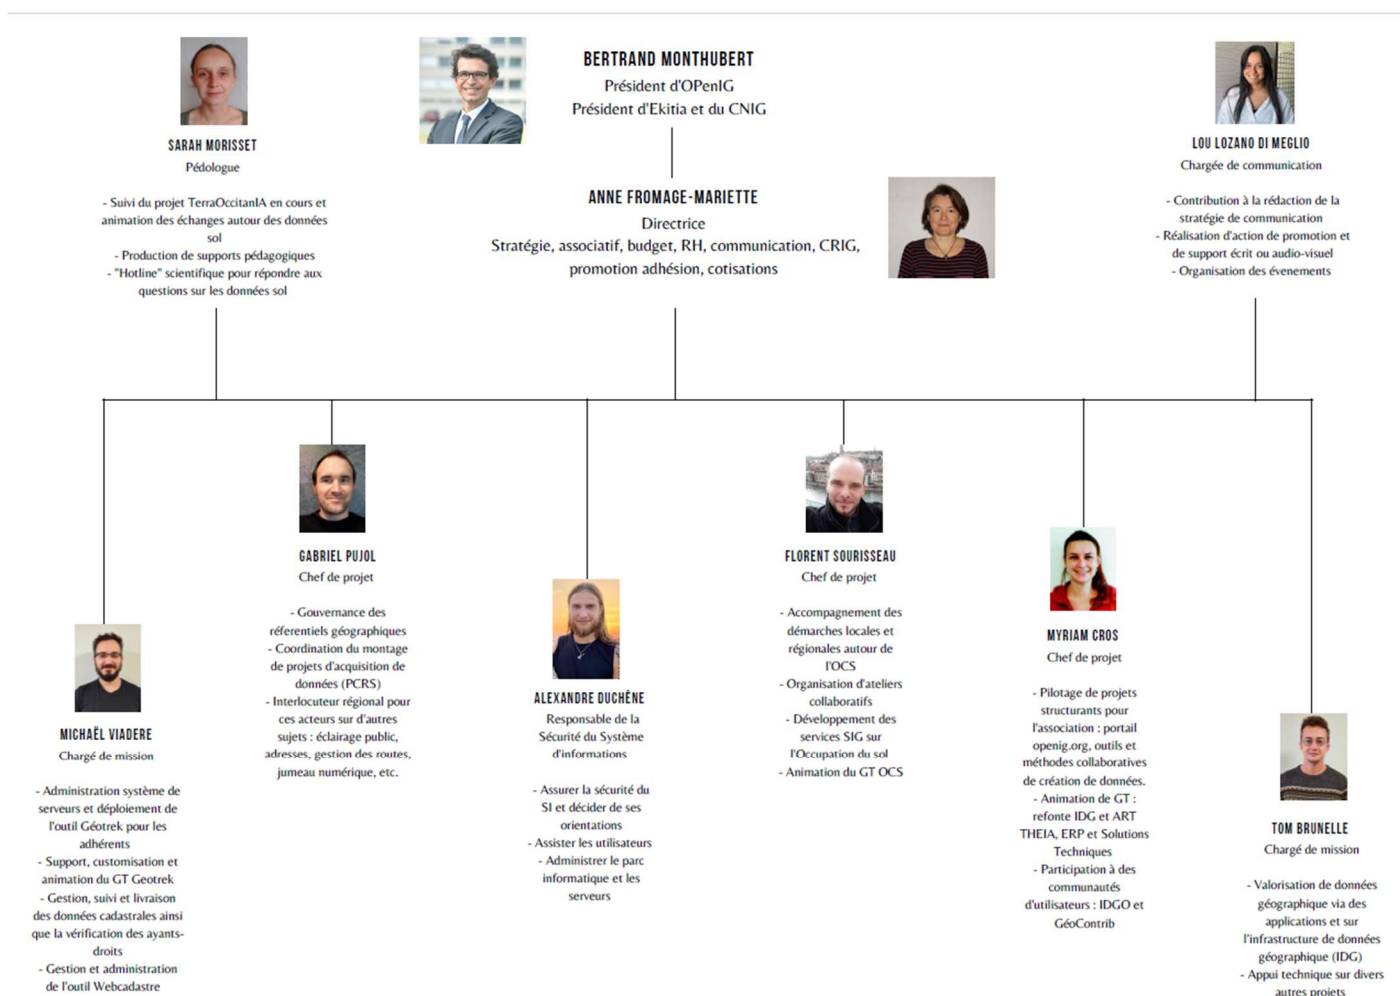 BERTRAND MONTHUBERT
Président d'OPenIG
Président d'Ekitia et du CNIG
ANNE FROMAGE-MARIETTE
Directrice
Stratégie, associatif, budget, RH, communication, CRIG,
promotion adhésion, cotisations
SARAH MORISSET
Pédologue
- Suivi du projet TerraOccitanIA en cours et
animation des échanges autour des données
sol
- Production de supports pédagogiques
- "Hotline" scientifique pour répondre aux
questions sur les données sol
LOU LOZANO DI MEGLIO
Chargée de communication
- Contribution à la rédaction de la
stratégie de communication
- Réalisation d'action de promotion et
de support écrit ou audio-visuel
- Organisation des évenements
MICHAËL VIADERE
Chargé de mission
- Administration système de
serveurs et déploiement de
l'outil Géotrek pour les
adhérents
- Support, customisation et
animation du GT Geotrek
- Gestion, suivi et livraison
des données cadastrales ainsi
que la vérification des ayants-
droits
- Gestion et administration
de l'outil Webcadastre
GABRIEL PUJOL
Chef de projet
- Gouvernance des
réferentiels géographiques
- Coordination du montage
de projets d'acquisition de
données (PCRS)
- Interlocuteur régional pour
ces acteurs sur d'autres
sujets : éclairage public,
adresses, gestion des routes,
jumeau numérique, etc.
ALEXANDRE DUCHÊNE
Responsable de la
Sécurité du Système
d'informations
- Assurer la sécurité du
SI et décider de ses
orientations
- Assister les utilisateurs
- Administrer le parc
informatique et les
serveurs
FLORENT SOURISSEAU
Chef de projet
- Accompagnement des
démarches locales et
régionales autour de
l'OCS
- Organisation d'ateliers
collaboratifs
- Développement des
services SIG sur
l'Occupation du sol
- Animation du GT OCS
MYRIAM CROS
Chef de projet
- Pilotage de projets
structurants pour
l'association : portail
openig.org, outils et
méthodes collaboratives
de création de données.
- Animation de GT :
refonte IDG et ART
THEIA, ERP et Solutions
Techniques
- Participation à des
communautés
d'utilisateurs : IDGO et
GéoContrib
TOM BRUNELLE
Chargé de mission
- Valorisation de données
géographique via des
applications et sur
l'infrastructure de données
géographique (IDG)
- Appui technique sur divers
autres projets